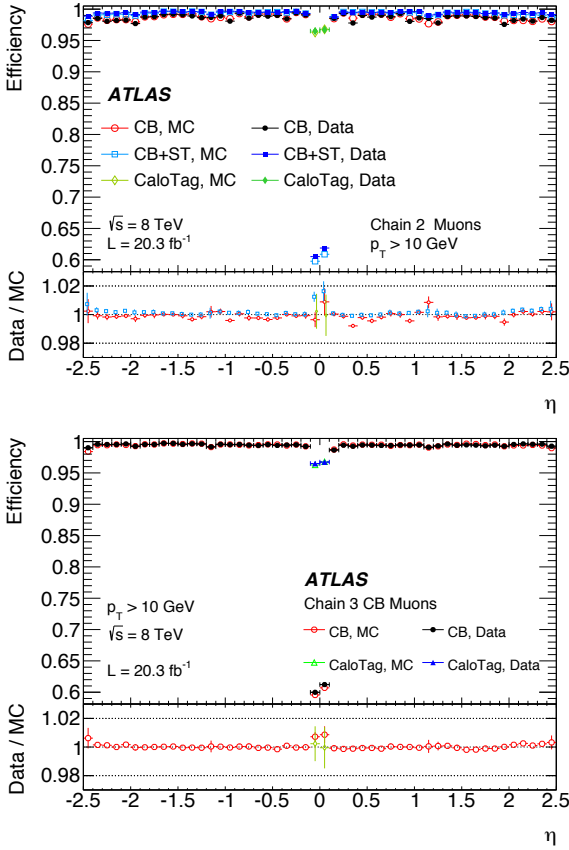 Efficiency
1
0.95
0.9
0.85
0.8
0.75
0.7
0.65
0.6
ATLAS
CB, MC
CB, Data
CB+ST, MC
CB+ST, Data
CaloTag, MC
CaloTag, Data
√s = 8 TeV
L = 20.3 fb⁻¹
Chain 2 Muons
p_T > 10 GeV
Data / MC
1.02
1
0.98
-2.5 -2 -1.5 -1 -0.5 0 0.5 1 1.5 2 2.5
η
Efficiency
1
0.95
0.9
0.85
0.8
0.75
0.7
0.65
0.6
ATLAS
p_T > 10 GeV
Chain 3 CB Muons
√s = 8 TeV
CB, MC
CB, Data
L = 20.3 fb⁻¹
CaloTag, MC
CaloTag, Data
Data / MC
1.02
1
0.98
-2.5 -2 -1.5 -1 -0.5 0 0.5 1 1.5 2 2.5
η